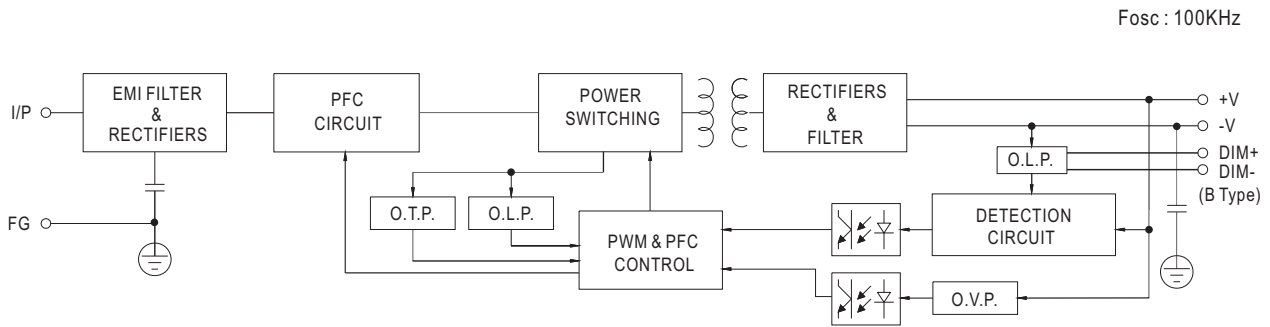 Fosc : 100KHz
I/P
EMI FILTER
&
RECTIFIERS
PFC
CIRCUIT
POWER
SWITCHING
RECTIFIERS
&
FILTER
+V
-V
DIM+
DIM-
(B Type)
O.L.P.
FG
O.T.P.
O.L.P.
PWM & PFC
CONTROL
DETECTION
CIRCUIT
O.V.P.